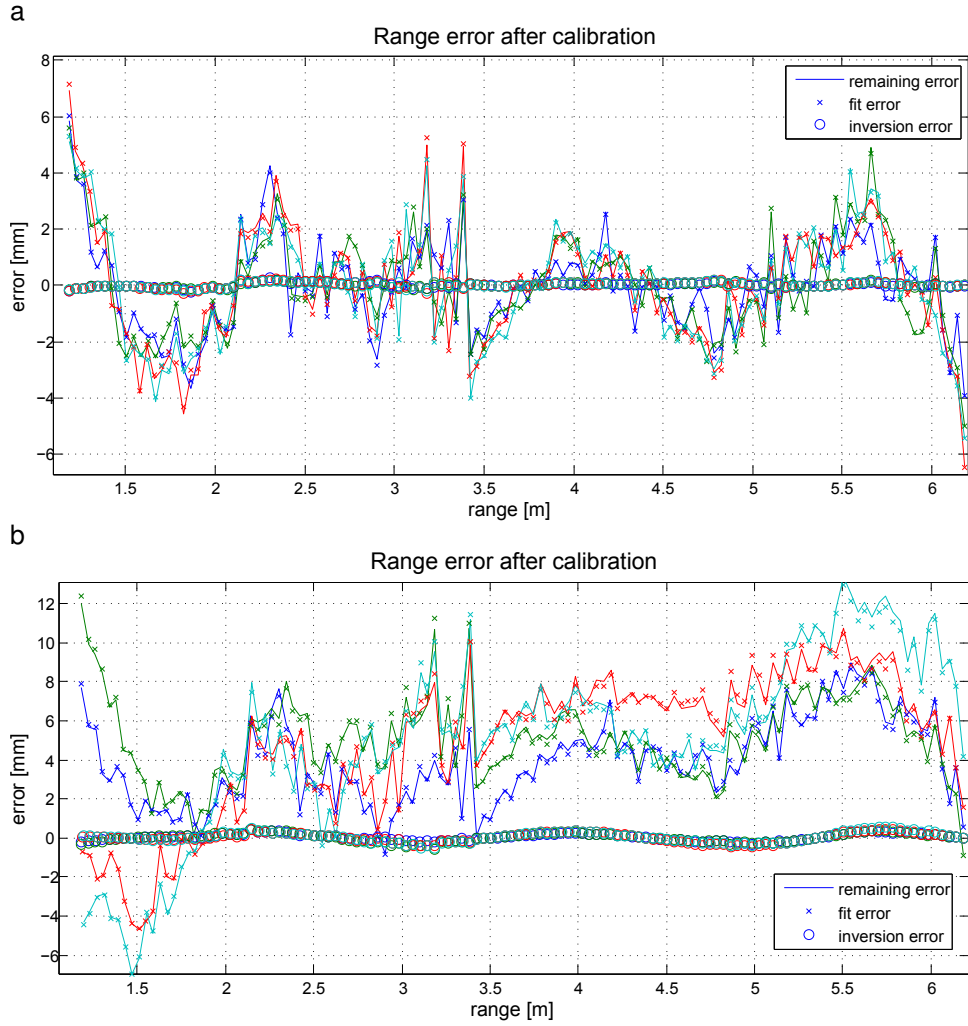 a
Range error after calibration
8
6
4
2
0
−2
−4
−6
error [mm]
remaining error
fit error
inversion error
1.5 2 2.5 3 3.5 4 4.5 5 5.5 6
range [m]
b
Range error after calibration
12
10
8
6
4
2
0
−2
−4
−6
error [mm]
remaining error
fit error
inversion error
1.5 2 2.5 3 3.5 4 4.5 5 5.5 6
range [m]